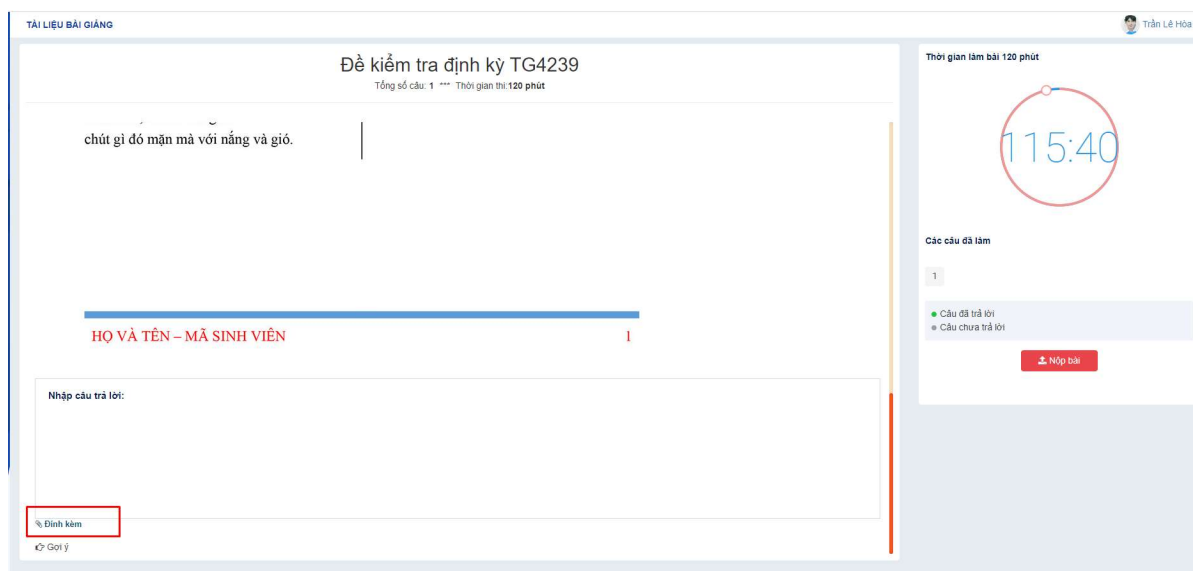 TÀI LIỆU BÀI GIẢNG
Trần Lê Hòa
Đề kiểm tra định kỳ TG4239
Tổng số câu: 1 *** Thời gian thi:120 phút
chút gì đó mặn mà với nắng và gió.
HỌ VÀ TÊN – MÃ SINH VIÊN 1
Nhập câu trả lời:
Đính kèm
Gợi ý
Thời gian làm bài 120 phút
115:40
Các câu đã làm
1
Câu đã trả lời
Câu chưa trả lời
Nộp bài